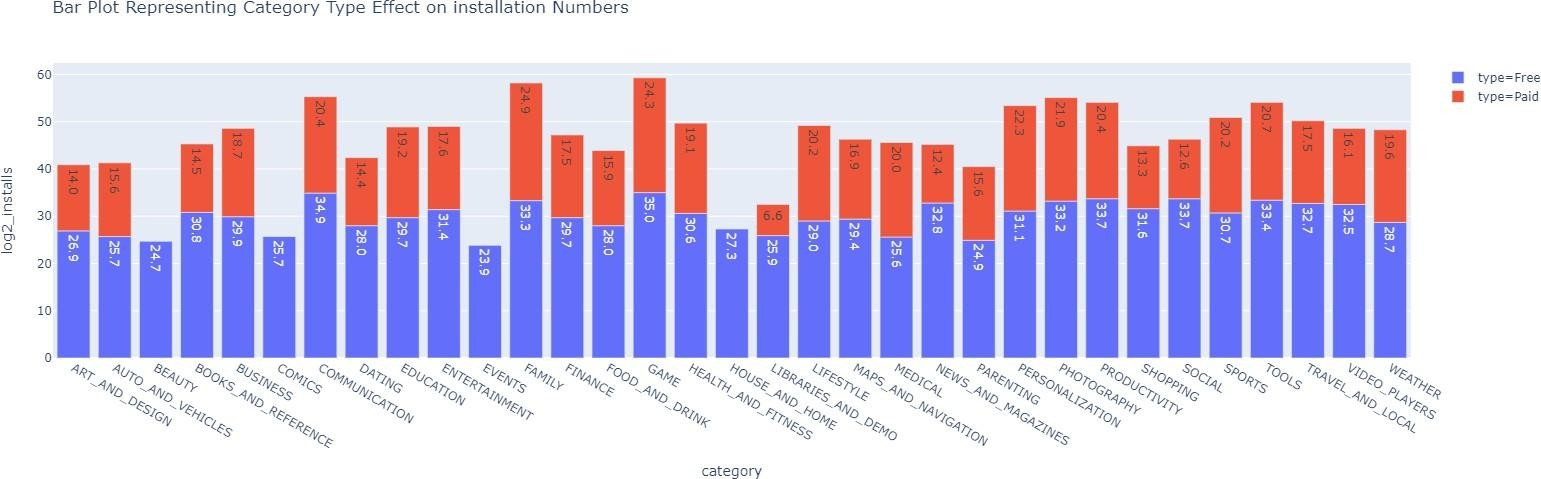 Bar Plot Representing Category Type Effect on installation Numbers
type=Free
type=Paid
log2_installs
60
50
40
30
20
10
0
14.0
15.6
14.5
18.7
20.4
14.4
19.2
17.6
24.9
17.5
15.9
24.3
19.1
6.6
20.2
16.9
20.0
12.4
15.6
22.3
21.9
20.4
13.3
12.6
20.2
20.7
17.5
16.1
19.6
26.9
25.7
24.7
30.8
29.9
25.7
34.9
28.0
29.7
31.4
23.9
33.3
29.7
28.0
35.0
30.6
27.3
25.9
29.0
29.4
25.6
32.8
24.9
31.1
33.2
33.7
31.6
33.7
30.7
33.4
32.7
32.5
28.7
ART_AND_DESIGN
AUTO_AND_VEHICLES
BEAUTY
BOOKS_AND_REFERENCE
BUSINESS
COMICS
COMMUNICATION
DATING
EDUCATION
ENTERTAINMENT
EVENTS
FAMILY
FINANCE
FOOD_AND_DRINK
GAME
HEALTH_AND_FITNESS
HOUSE_AND_HOME
LIBRARIES_AND_DEMO
LIFESTYLE
MAPS_AND_NAVIGATION
MEDICAL
NEWS_AND_MAGAZINES
PARENTING
PERSONALIZATION
PHOTOGRAPHY
PRODUCTIVITY
SHOPPING
SOCIAL
SPORTS
TOOLS
TRAVEL_AND_LOCAL
VIDEO_PLAYERS
WEATHER
category